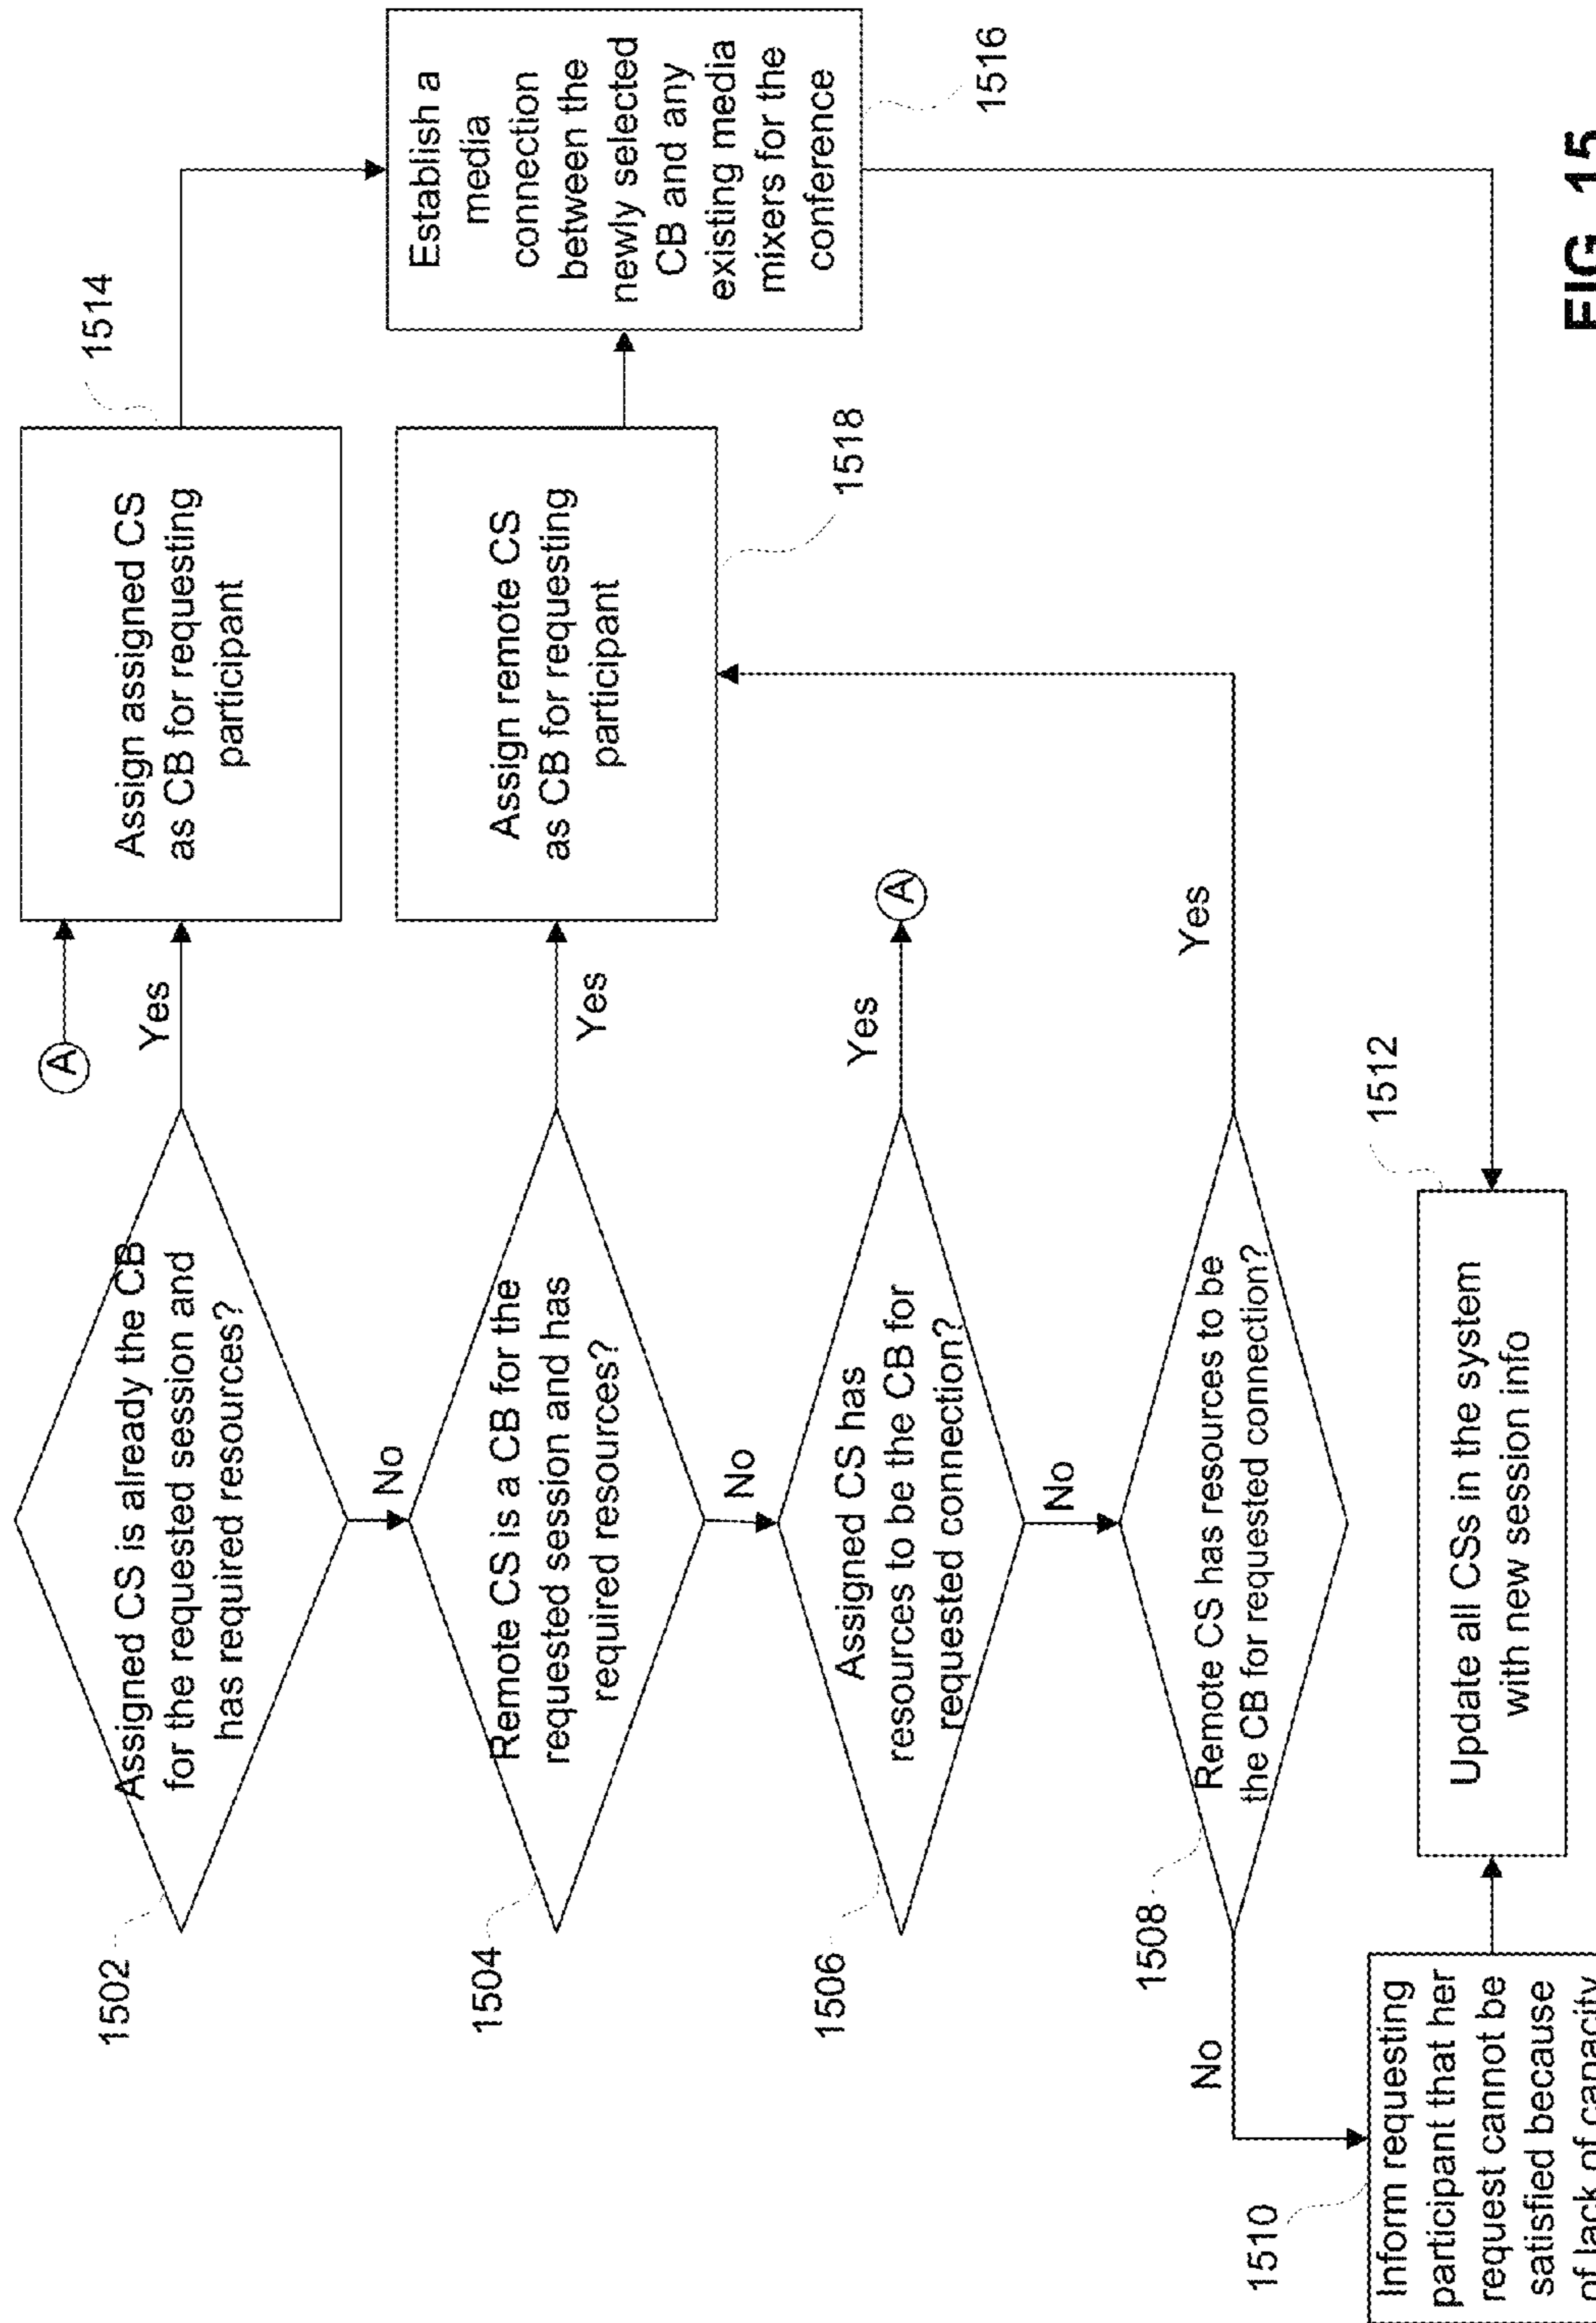 Assigned CS is already the CB
for the requested session and
has required resources?
1502
A
Yes
Assign assigned CS
as CB for requesting
participant
1514
No
Remote CS is a CB for the
requested session and has
required resources?
1504
Yes
Assign remote CS
as CB for requesting
participant
1518
Establish a
media
connection
between the
newly selected
CB and any
existing media
mixers for the
conference
1516
No
Assigned CS has
resources to be the CB for
requested connection?
1506
Yes
A
No
Remote CS has resources to be
the CB for requested connection?
1508
Yes
No
Inform requesting
participant that her
request cannot be
satisfied because
of lack of capacity
1510
Update all CSs in the system
with new session info
1512
FIG. 15